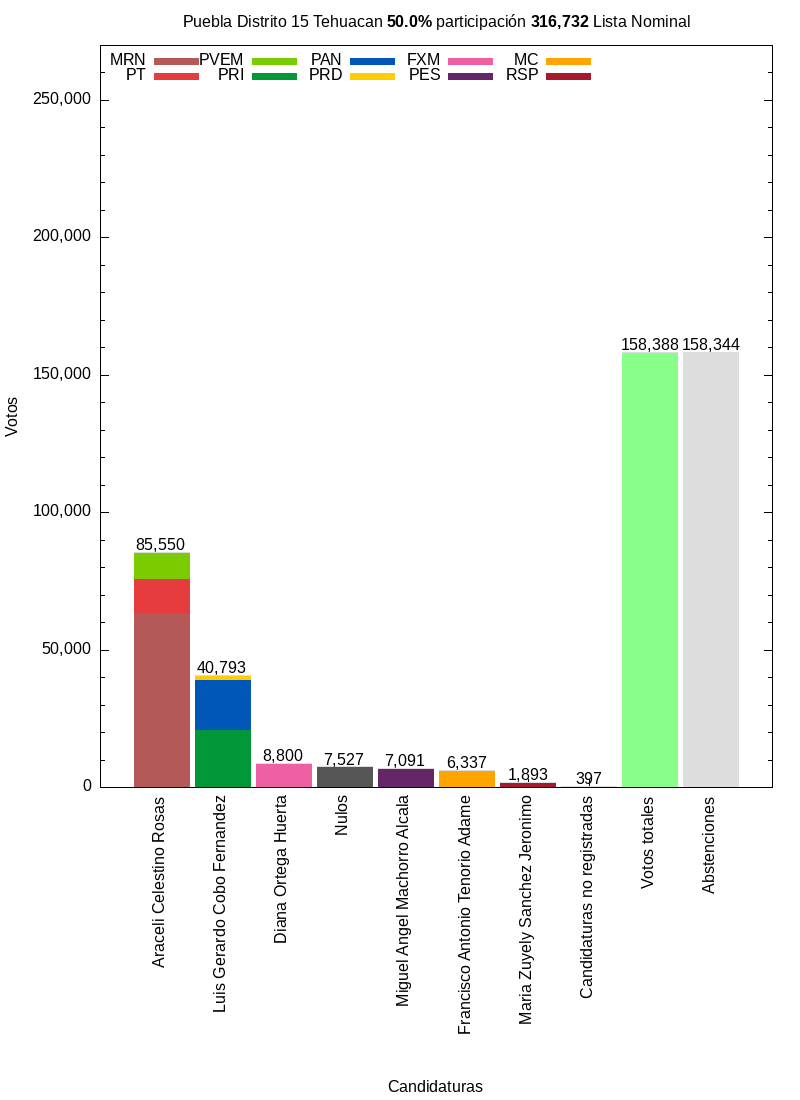 Puebla Distrito 15 Tehuacan 50.0% participación 316,732 Lista Nominal
MRN PVEM PAN FXM MC
PT PRI PRD PES RSP
250,000
200,000
150,000
100,000
50,000
0
Votos
85,550
40,793
8,800
7,527
7,091
6,337
1,893
397
158,388
158,344
Araceli Celestino Rosas
Luis Gerardo Cobo Fernandez
Diana Ortega Huerta
Nulos
Miguel Angel Machorro Alcala
Francisco Antonio Tenorio Adame
Maria Zuyely Sanchez Jeronimo
Candidaturas no registradas
Votos totales
Abstenciones
Candidaturas